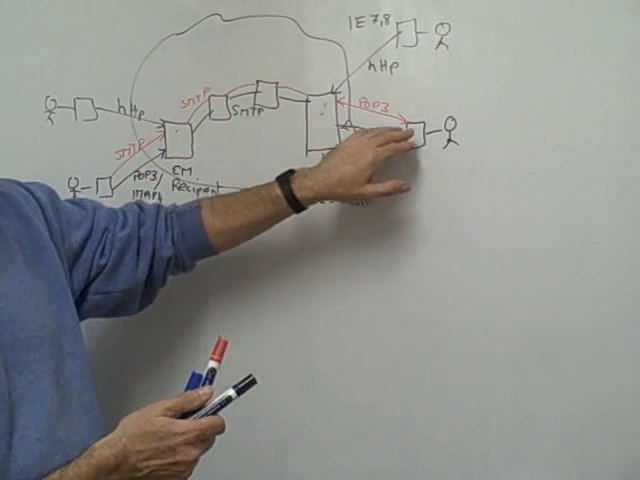 IE 7,8
http
http
SMTP
SMTP
POP3
SMTP
POP3/
IMAP4
EM
Recipient